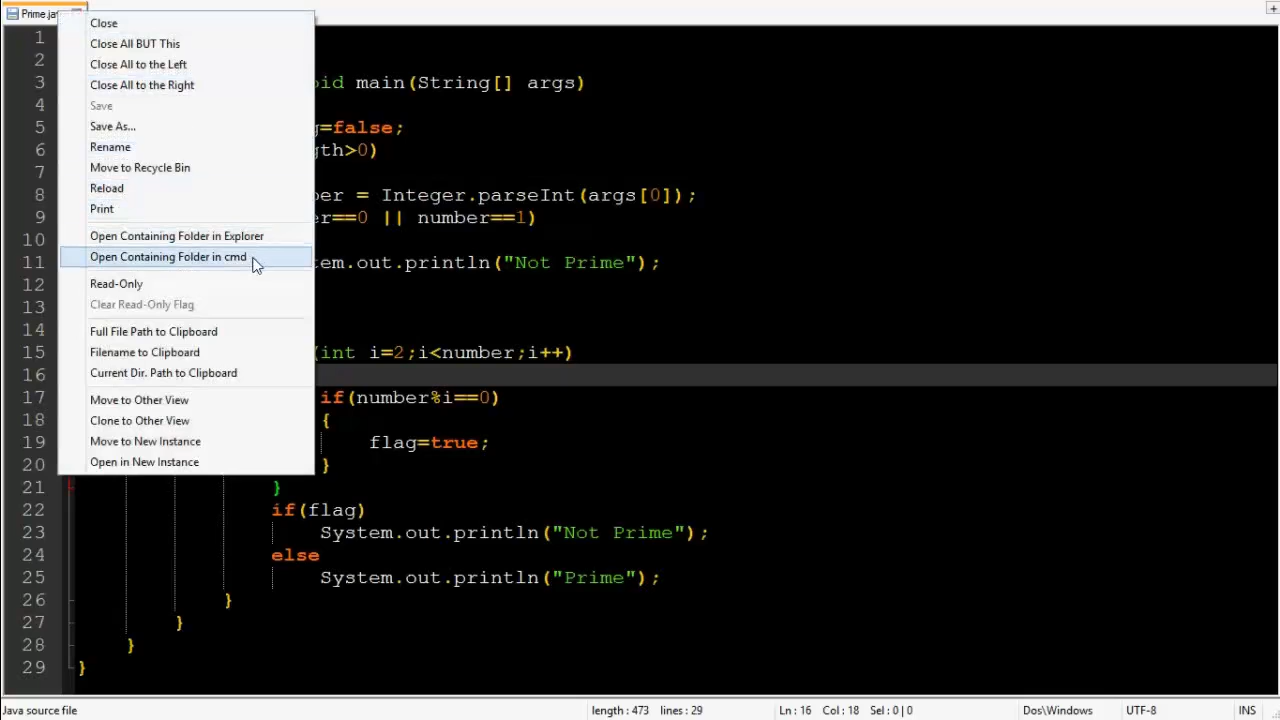 Prime.ja
+
Close
Close All BUT This
Close All to the Left
Close All to the Right
Save
Save As...
Rename
Move to Recycle Bin
Reload
Print
Open Containing Folder in Explorer
Open Containing Folder in cmd
Read-Only
Clear Read-Only Flag
Full File Path to Clipboard
Filename to Clipboard
Current Dir. Path to Clipboard
Move to Other View
Clone to Other View
Move to New Instance
Open in New Instance
1
2
3 id main(String[] args)
4
5 =false;
6 gth>0)
7
8 ber = Integer.parseInt(args[0]);
9 er==0 || number==1)
10
11 tem.out.println("Not Prime");
12
13
14
15 (int i=2;i<number;i++)
16
17 if(number%i==0)
18 {
19 flag=true;
20 }
21 }
22 if(flag)
23 System.out.println("Not Prime");
24 else
25 System.out.println("Prime");
26 }
27 }
28 }
29 }
Java source file length : 473 lines : 29 Ln : 16 Col : 18 Sel : 0 | 0 Dos\Windows UTF-8 INS